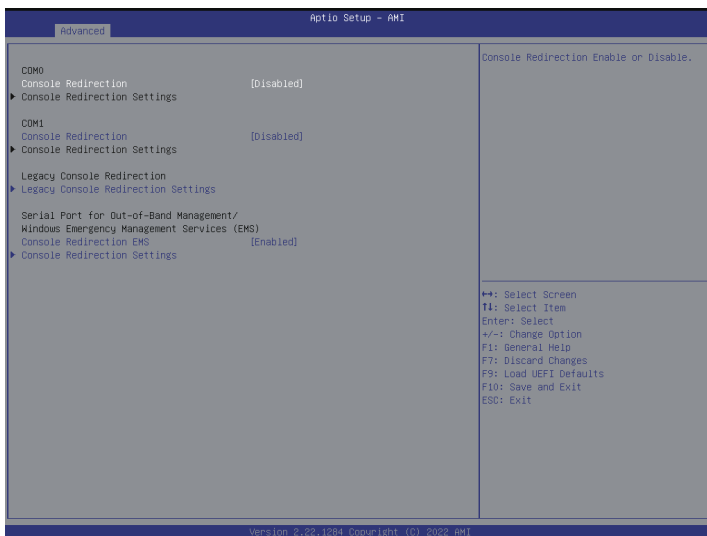 Aptio Setup – AMI
Advanced
COM0
Console Redirection [Disabled]
▶ Console Redirection Settings
COM1
Console Redirection [Disabled]
▶ Console Redirection Settings
Legacy Console Redirection
▶ Legacy Console Redirection Settings
Serial Port for Out-of-Band Management/
Windows Emergency Management Services (EMS)
Console Redirection EMS [Enabled]
▶ Console Redirection Settings
Console Redirection Enable or Disable.
↔: Select Screen
↑↓: Select Item
Enter: Select
+/-: Change Option
F1: General Help
F7: Discard Changes
F9: Load UEFI Defaults
F10: Save and Exit
ESC: Exit
Version 2.22.1284 Copyright (C) 2022 AMI